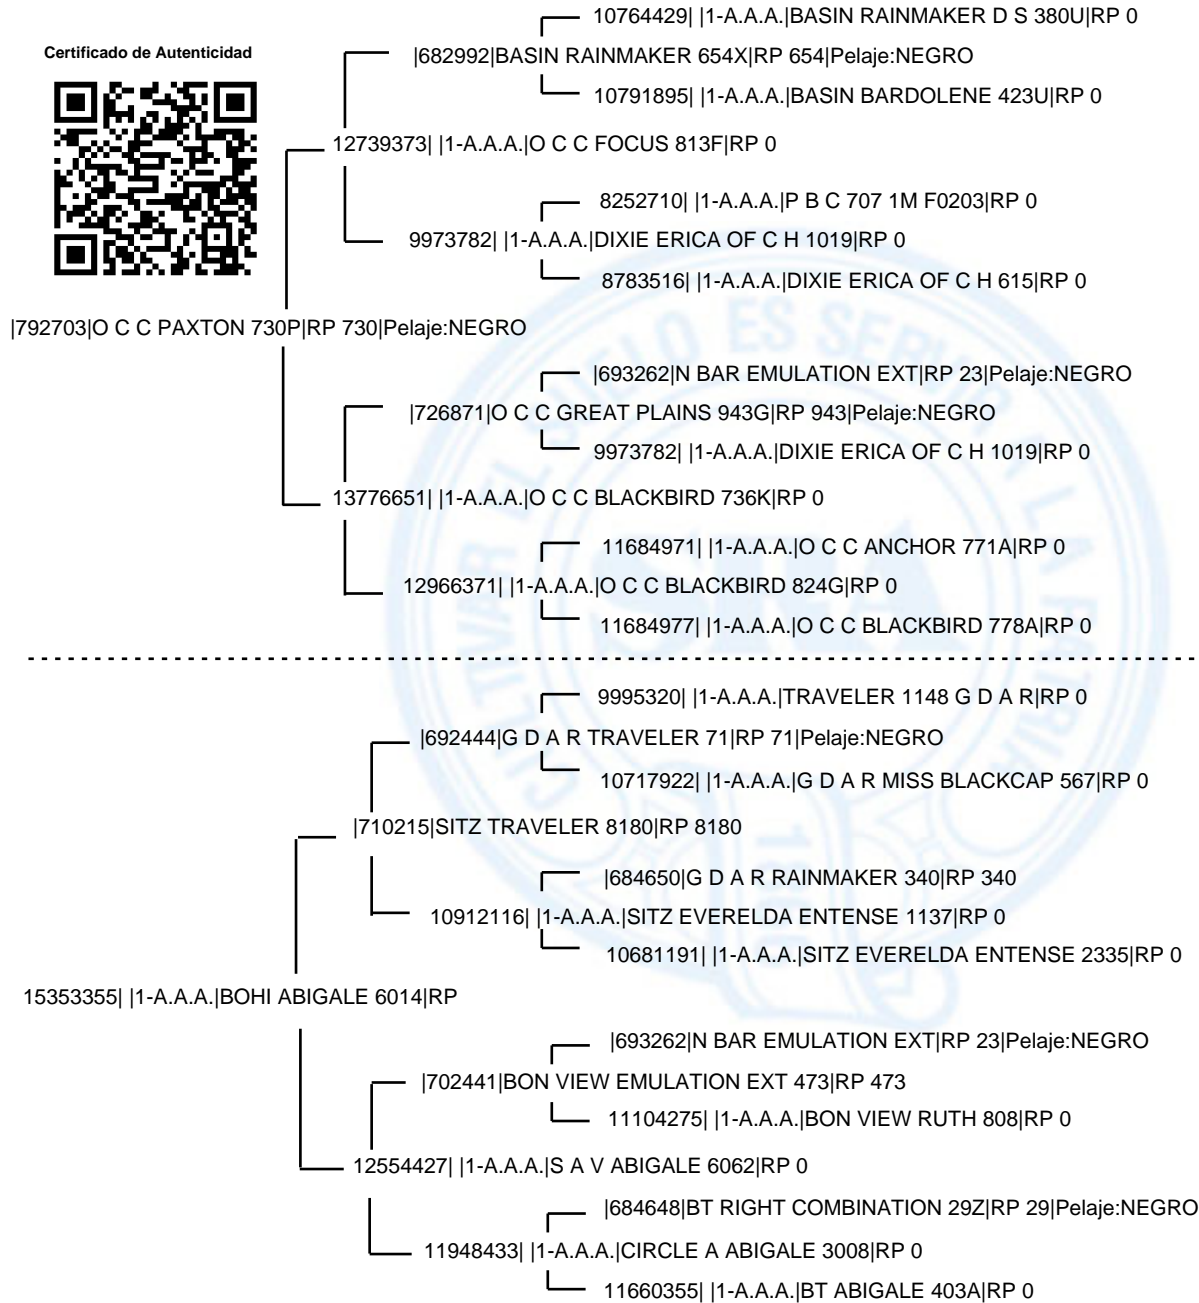 10764429| |1-A.A.A.|BASIN RAINMAKER D S 380U|RP 0
Certificado de Autenticidad
|682992|BASIN RAINMAKER 654X|RP 654|Pelaje:NEGRO
10791895| |1-A.A.A.|BASIN BARDOLENE 423U|RP 0
12739373| |1-A.A.A.|O C C FOCUS 813F|RP 0
8252710| |1-A.A.A.|P B C 707 1M F0203|RP 0
9973782| |1-A.A.A.|DIXIE ERICA OF C H 1019|RP 0
8783516| |1-A.A.A.|DIXIE ERICA OF C H 615|RP 0
|792703|O C C PAXTON 730P|RP 730|Pelaje:NEGRO
|693262|N BAR EMULATION EXT|RP 23|Pelaje:NEGRO
|726871|O C C GREAT PLAINS 943G|RP 943|Pelaje:NEGRO
9973782| |1-A.A.A.|DIXIE ERICA OF C H 1019|RP 0
13776651| |1-A.A.A.|O C C BLACKBIRD 736K|RP 0
11684971| |1-A.A.A.|O C C ANCHOR 771A|RP 0
12966371| |1-A.A.A.|O C C BLACKBIRD 824G|RP 0
11684977| |1-A.A.A.|O C C BLACKBIRD 778A|RP 0
9995320| |1-A.A.A.|TRAVELER 1148 G D A R|RP 0
|692444|G D A R TRAVELER 71|RP 71|Pelaje:NEGRO
10717922| |1-A.A.A.|G D A R MISS BLACKCAP 567|RP 0
|710215|SITZ TRAVELER 8180|RP 8180
|684650|G D A R RAINMAKER 340|RP 340
10912116| |1-A.A.A.|SITZ EVERELDA ENTENSE 1137|RP 0
10681191| |1-A.A.A.|SITZ EVERELDA ENTENSE 2335|RP 0
15353355| |1-A.A.A.|BOHI ABIGALE 6014|RP
|693262|N BAR EMULATION EXT|RP 23|Pelaje:NEGRO
|702441|BON VIEW EMULATION EXT 473|RP 473
11104275| |1-A.A.A.|BON VIEW RUTH 808|RP 0
12554427| |1-A.A.A.|S A V ABIGALE 6062|RP 0
|684648|BT RIGHT COMBINATION 29Z|RP 29|Pelaje:NEGRO
11948433| |1-A.A.A.|CIRCLE A ABIGALE 3008|RP 0
11660355| |1-A.A.A.|BT ABIGALE 403A|RP 0
CULTIVAR EL SUELO ES SERVIR A LA PATRIA
SRA
1866